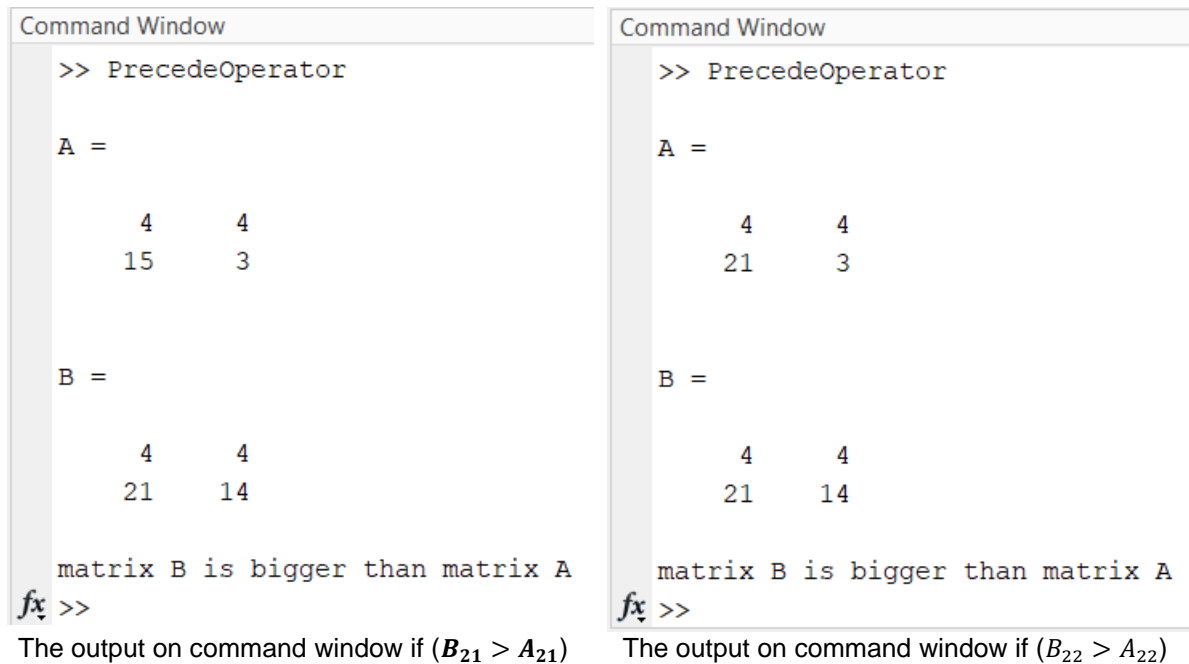 Command Window
>> PrecedeOperator
A =
4 4
15 3
B =
4 4
21 14
matrix B is bigger than matrix A
fx >>
The output on command window if (B₂₁ > A₂₁)
Command Window
>> PrecedeOperator
A =
4 4
21 3
B =
4 4
21 14
matrix B is bigger than matrix A
fx >>
The output on command window if (B₂₂ > A₂₂)